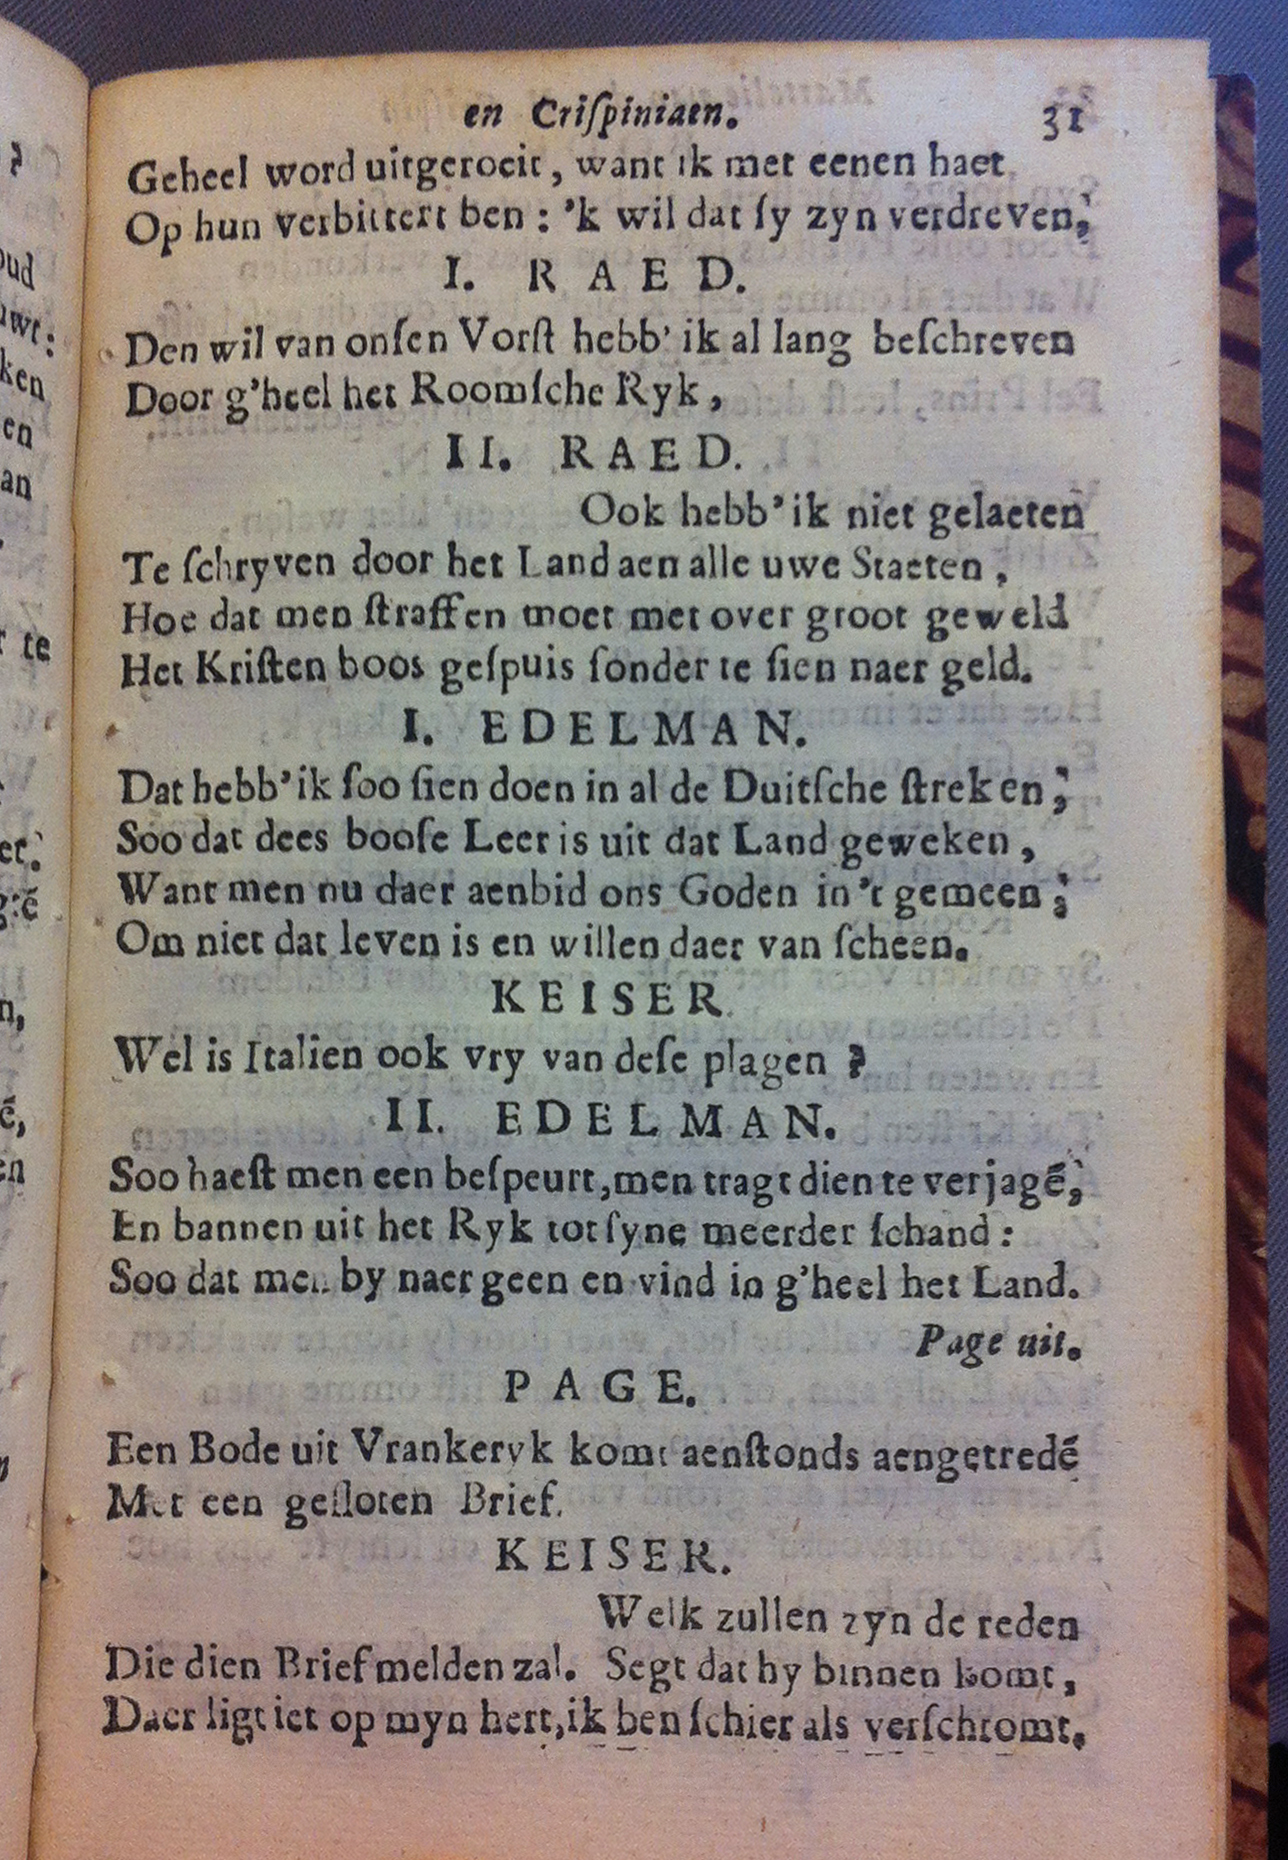 en Criſpiniaen. 31
Geheel word uitgeroeit, want ik met eenen haet
Op hun verbittert ben: 'k wil dat ſy zyn verdreven;
I. RAED.
Den wil van onſen Vorſt hebb' ik al lang beſchreven
Door g'heel het Roomſche Ryk,
II. RAED.
Ook hebb' ik niet gelaeten
Te ſchryven door het Land aen alle uwe Staeten,
Hoe dat men ſtraffen moet met over groot geweld
Het Kriſten boos geſpuis ſonder te ſien naer geld.
I. EDELMAN.
Dat hebb' ik ſoo ſien doen in al de Duitſche ſtreken;
Soo dat dees booſe Leer is uit dat Land geweken,
Want men nu daer aenbid ons Goden in 't gemeen;
Om niet dat leven is en willen daer van ſcheen.
KEISER.
Wel is Italien ook vry van deſe plagen?
II. EDELMAN.
Soo haeſt men een beſpeurt, men tragt dien te verjagē;
En bannen uit het Ryk tot ſyne meerder ſchand:
Soo dat men by naer geen en vind in g'heel het Land.
Page uit.
PAGE.
Een Bode uit Vrankeryk komt aenſtonds aengetredē
Met een geſloten Brief.
KEISER.
Welk zullen zyn de reden
Die dien Brief melden zal. Segt dat hy binnen komt,
Daer ligt iet op myn hert, ik ben ſchier als verſchromt.
oud
uwt:
ken
en
an
r te
et.
n,
ē,
en